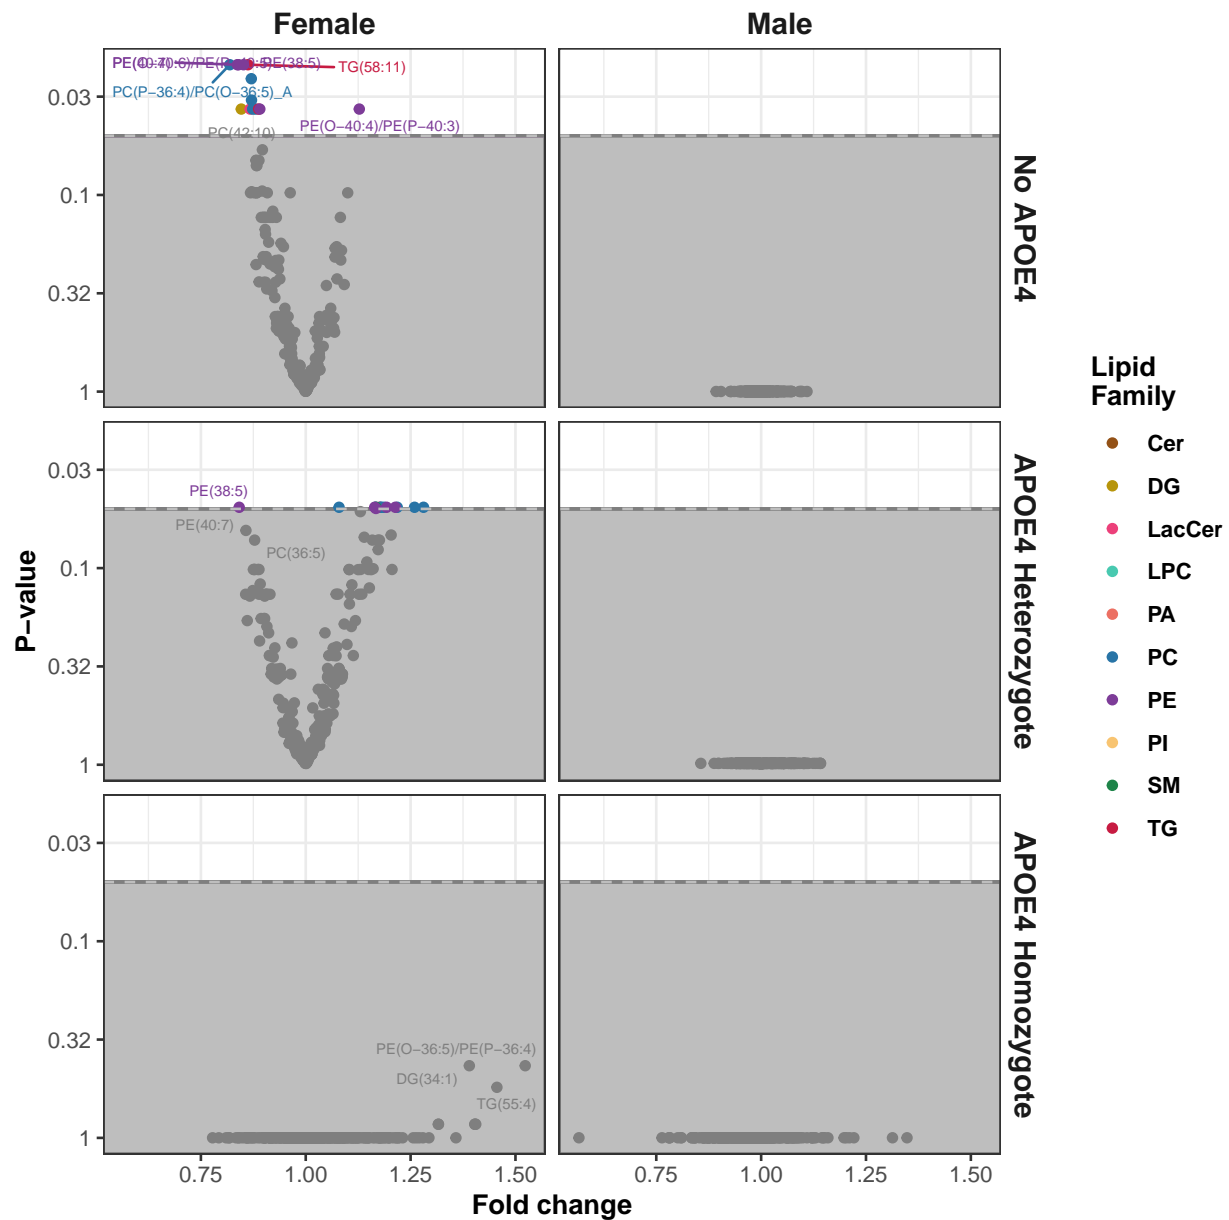 Female
Male
TG(58:11)
PC(P−36:4)/PC(O−36:5)_A
PE(O−40:4)/PE(P−40:3)
PC(42:10)
0.03
0.1
0.32
1
No APOE4
PE(38:5)
PE(40:7)
PC(36:5)
0.03
0.1
0.32
1
APOE4 Heterozygote
PE(O−36:5)/PE(P−36:4)
DG(34:1)
TG(55:4)
0.03
0.1
0.32
1
APOE4 Homozygote
0.75
1.00
1.25
1.50
0.75
1.00
1.25
1.50
Fold change
P−value
Lipid
Family
Cer
DG
LacCer
LPC
PA
PC
PE
PI
SM
TG